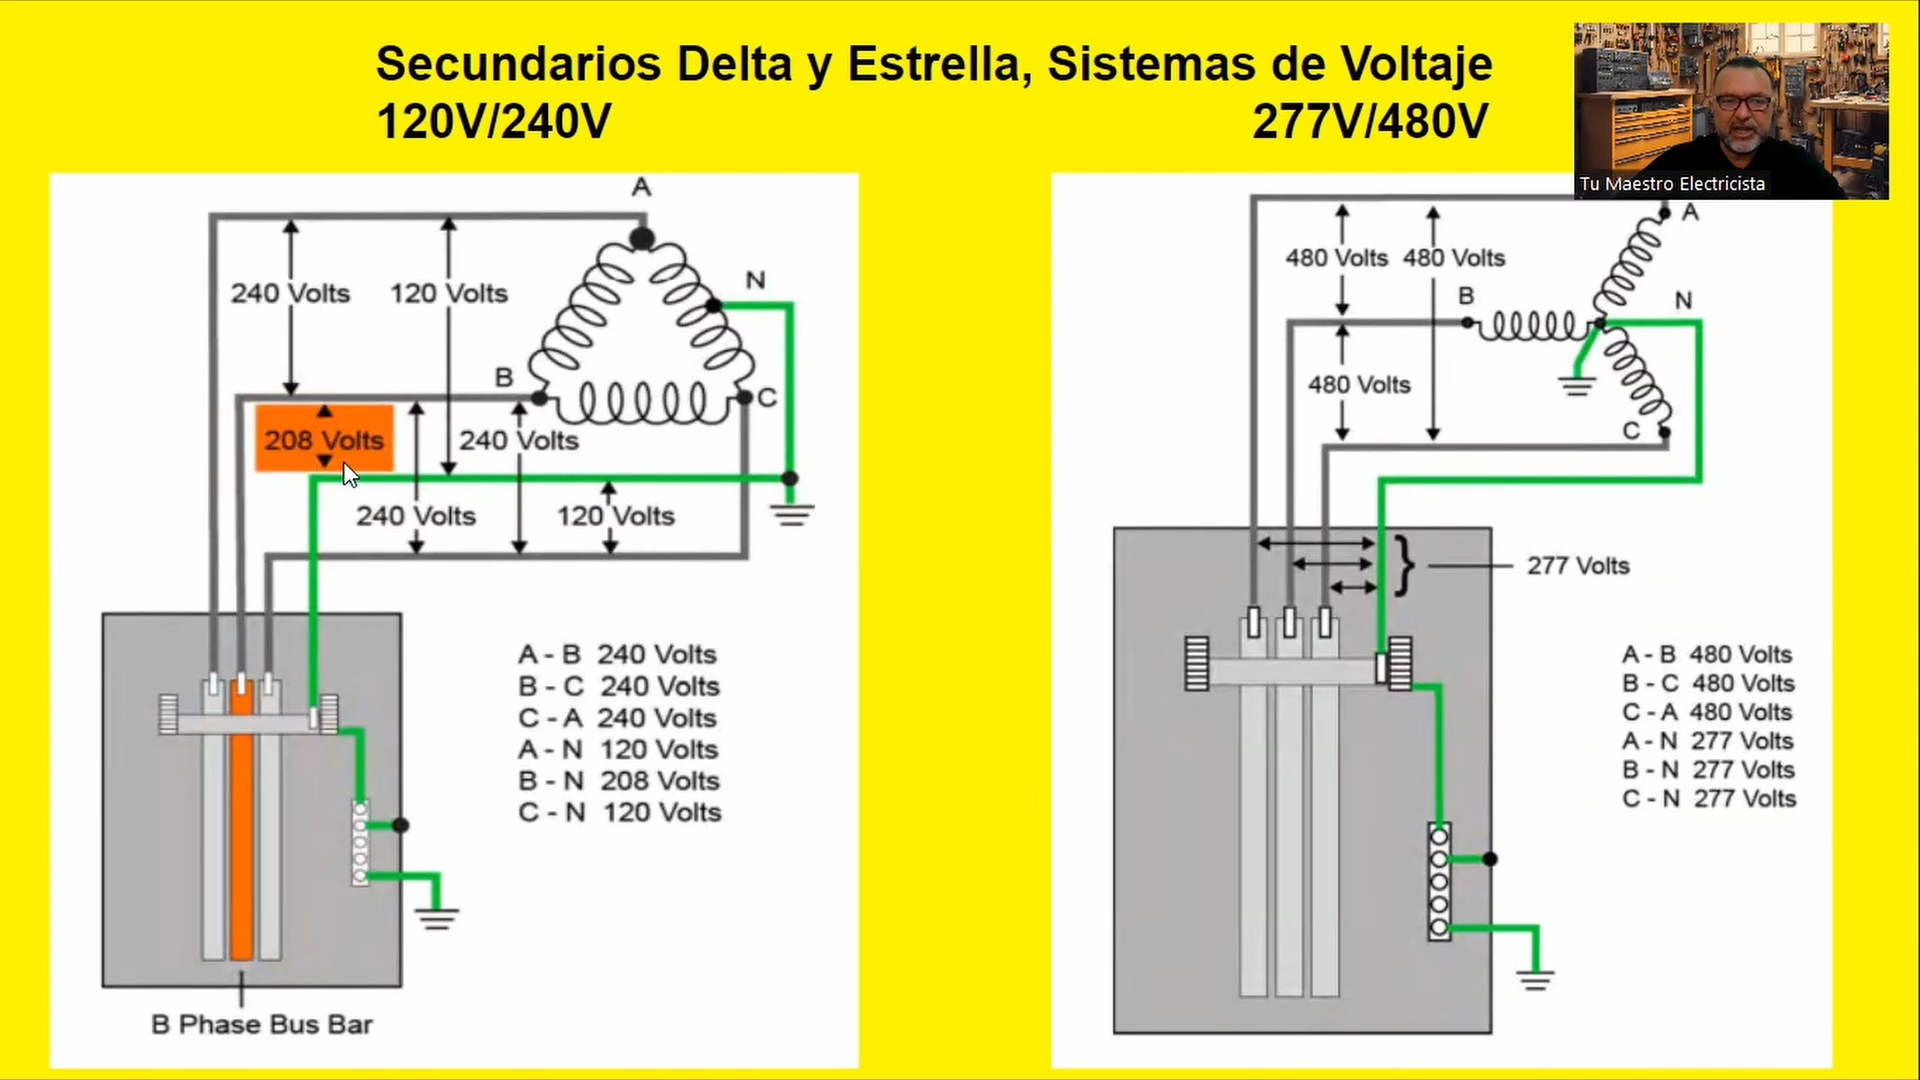 Secundarios Delta y Estrella, Sistemas de Voltaje
120V/240V
277V/480V
Tu Maestro Electricista
A
240 Volts
120 Volts
N
B
C
208 Volts
240 Volts
240 Volts
120 Volts
A - B 240 Volts
B - C 240 Volts
C - A 240 Volts
A - N 120 Volts
B - N 208 Volts
C - N 120 Volts
B Phase Bus Bar
A
480 Volts
480 Volts
B
N
480 Volts
C
277 Volts
A - B 480 Volts
B - C 480 Volts
C - A 480 Volts
A - N 277 Volts
B - N 277 Volts
C - N 277 Volts